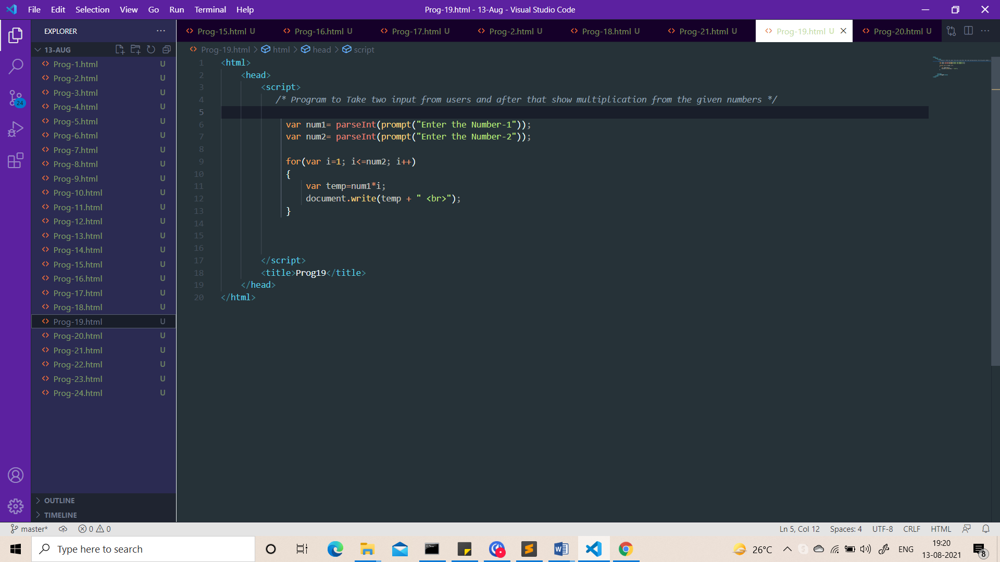 File Edit Selection View Go Run Terminal Help
Prog-19.html - 13-Aug - Visual Studio Code
EXPLORER
Prog-15.html U
Prog-16.html U
Prog-17.html U
Prog-2.html U
Prog-18.html U
Prog-21.html U
Prog-19.html U
Prog-20.html U
13-AUG
Prog-1.html U
Prog-2.html U
Prog-3.html U
Prog-4.html U
Prog-5.html U
Prog-6.html U
Prog-7.html U
Prog-8.html U
Prog-9.html U
Prog-10.html U
Prog-11.html U
Prog-12.html U
Prog-13.html U
Prog-14.html U
Prog-15.html U
Prog-16.html U
Prog-17.html U
Prog-18.html U
Prog-19.html U
Prog-20.html U
Prog-21.html U
Prog-22.html U
Prog-23.html U
Prog-24.html U
OUTLINE
TIMELINE
24
Prog-19.html > html > head > script
1 <html>
2 <head>
3 <script>
4 /* Program to Take two input from users and after that show multiplication from the given numbers */
5
6 var num1= parseInt(prompt("Enter the Number-1"));
7 var num2= parseInt(prompt("Enter the Number-2"));
8
9 for(var i=1; i<=num2; i++)
10 {
11 var temp=num1*i;
12 document.write(temp + " <br>");
13 }
14
15
16
17 </script>
18 <title>Prog19</title>
19 </head>
20 </html>
master* 0 0
Ln 5, Col 12 Spaces: 4 UTF-8 CRLF HTML
Type here to search
26°C
ENG
19:20
13-08-2021
8